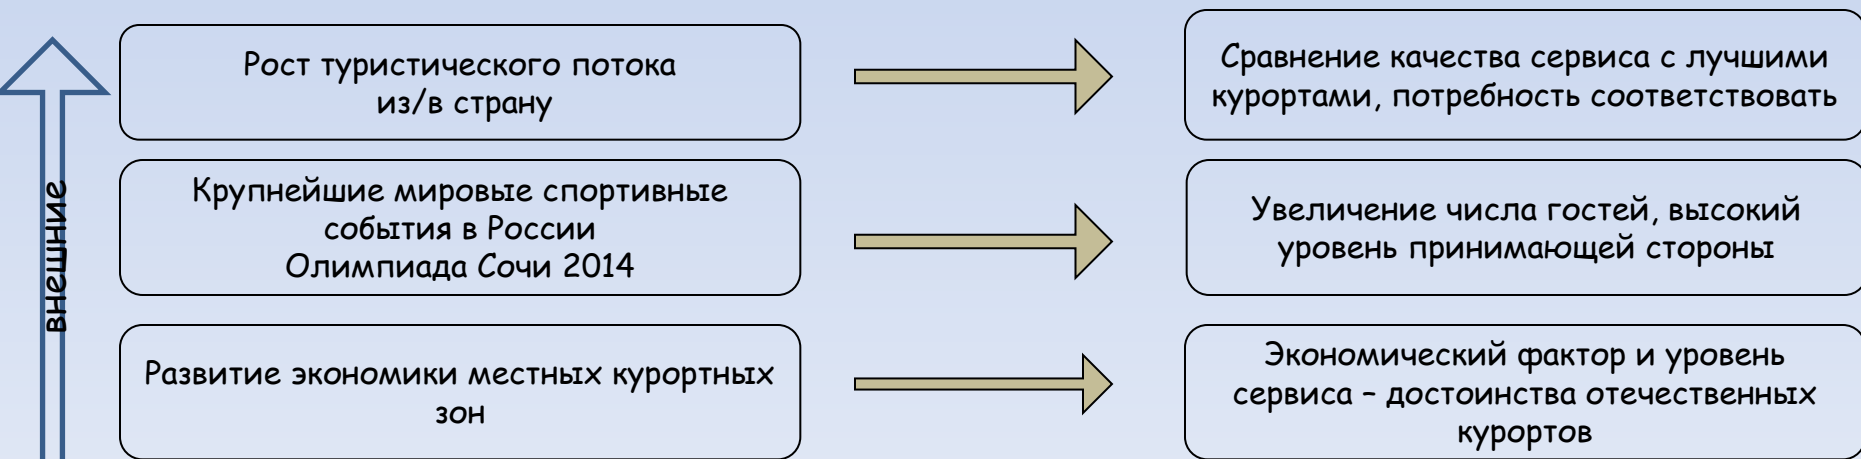 внешние
Рост туристического потока
из/в страну
Сравнение качества сервиса с лучшими
курортами, потребность соответствовать
Крупнейшие мировые спортивные
события в России
Олимпиада Сочи 2014
Увеличение числа гостей, высокий
уровень принимающей стороны
Развитие экономики местных курортных
зон
Экономический фактор и уровень
сервиса – достоинства отечественных
курортов